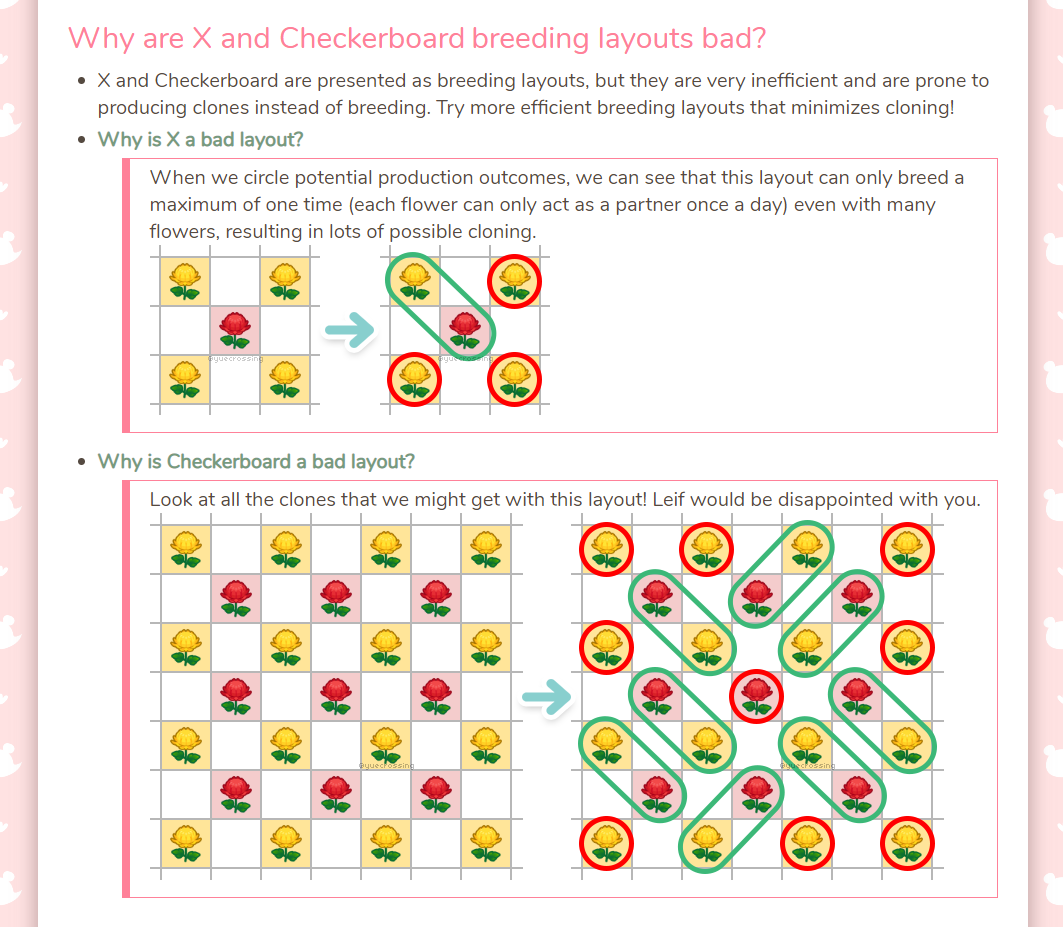 Why are X and Checkerboard breeding layouts bad?
X and Checkerboard are presented as breeding layouts, but they are very inefficient and are prone to
producing clones instead of breeding. Try more efficient breeding layouts that minimizes cloning!
Why is X a bad layout?
When we circle potential production outcomes, we can see that this layout can only breed a
maximum of one time (each flower can only act as a partner once a day) even with many
flowers, resulting in lots of possible cloning.
@yuecrossing
@yuecrossing
Why is Checkerboard a bad layout?
Look at all the clones that we might get with this layout! Leif would be disappointed with you.
@yuecrossing
@yuecrossing